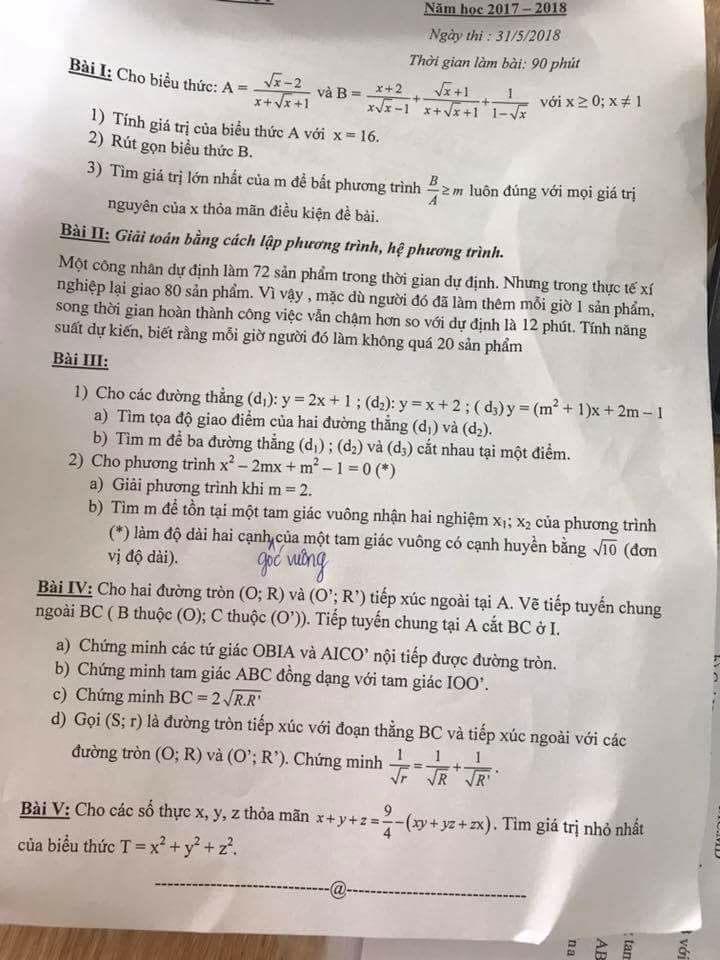 Năm học 2017 – 2018
Ngày thi : 31/5/2018
Thời gian làm bài: 90 phút
Bài I: Cho biểu thức: A = (√x − 2)/(x + √x + 1) và B = (x + 2)/(x√x − 1) + (√x + 1)/(x + √x + 1) + 1/(1 − √x) với x ≥ 0; x ≠ 1
1) Tính giá trị của biểu thức A với x = 16.
2) Rút gọn biểu thức B.
3) Tìm giá trị lớn nhất của m để bất phương trình B/A ≥ m luôn đúng với mọi giá trị
nguyên của x thỏa mãn điều kiện đề bài.
Bài II: Giải toán bằng cách lập phương trình, hệ phương trình.
Một công nhân dự định làm 72 sản phẩm trong thời gian dự định. Nhưng trong thực tế xí
nghiệp lại giao 80 sản phẩm. Vì vậy , mặc dù người đó đã làm thêm mỗi giờ 1 sản phẩm,
song thời gian hoàn thành công việc vẫn chậm hơn so với dự định là 12 phút. Tính năng
suất dự kiến, biết rằng mỗi giờ người đó làm không quá 20 sản phẩm
Bài III:
1) Cho các đường thẳng (d₁): y = 2x + 1 ; (d₂): y = x + 2 ; ( d₃) y = (m² + 1)x + 2m – 1
a) Tìm tọa độ giao điểm của hai đường thẳng (d₁) và (d₂).
b) Tìm m để ba đường thẳng (d₁) ; (d₂) và (d₃) cắt nhau tại một điểm.
2) Cho phương trình x² – 2mx + m² – 1 = 0 (*)
a) Giải phương trình khi m = 2.
b) Tìm m để tồn tại một tam giác vuông nhận hai nghiệm x₁; x₂ của phương trình
(*) làm độ dài hai cạnh của một tam giác vuông có cạnh huyền bằng √10 (đơn
vị độ dài).
góc vuông
Bài IV: Cho hai đường tròn (O; R) và (O’; R’) tiếp xúc ngoài tại A. Vẽ tiếp tuyến chung
ngoài BC ( B thuộc (O); C thuộc (O’)). Tiếp tuyến chung tại A cắt BC ở I.
a) Chứng minh các tứ giác OBIA và AICO’ nội tiếp được đường tròn.
b) Chứng minh tam giác ABC đồng dạng với tam giác IOO’.
c) Chứng minh BC = 2√R.R'
d) Gọi (S; r) là đường tròn tiếp xúc với đoạn thẳng BC và tiếp xúc ngoài với các
đường tròn (O; R) và (O’; R’). Chứng minh 1/√r = 1/√R + 1/√R' .
Bài V: Cho các số thực x, y, z thỏa mãn x + y + z = 9/4 − (xy + yz + zx). Tìm giá trị nhỏ nhất
của biểu thức T = x² + y² + z².
@